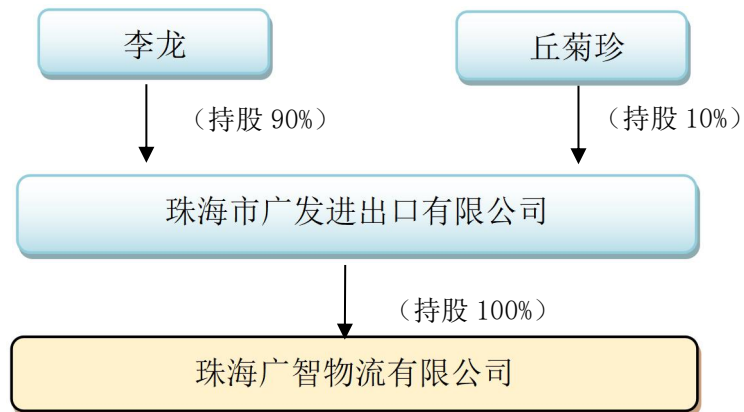 李龙
丘菊珍
（持股 90%）
（持股 10%）
珠海市广发进出口有限公司
（持股 100%）
珠海广智物流有限公司